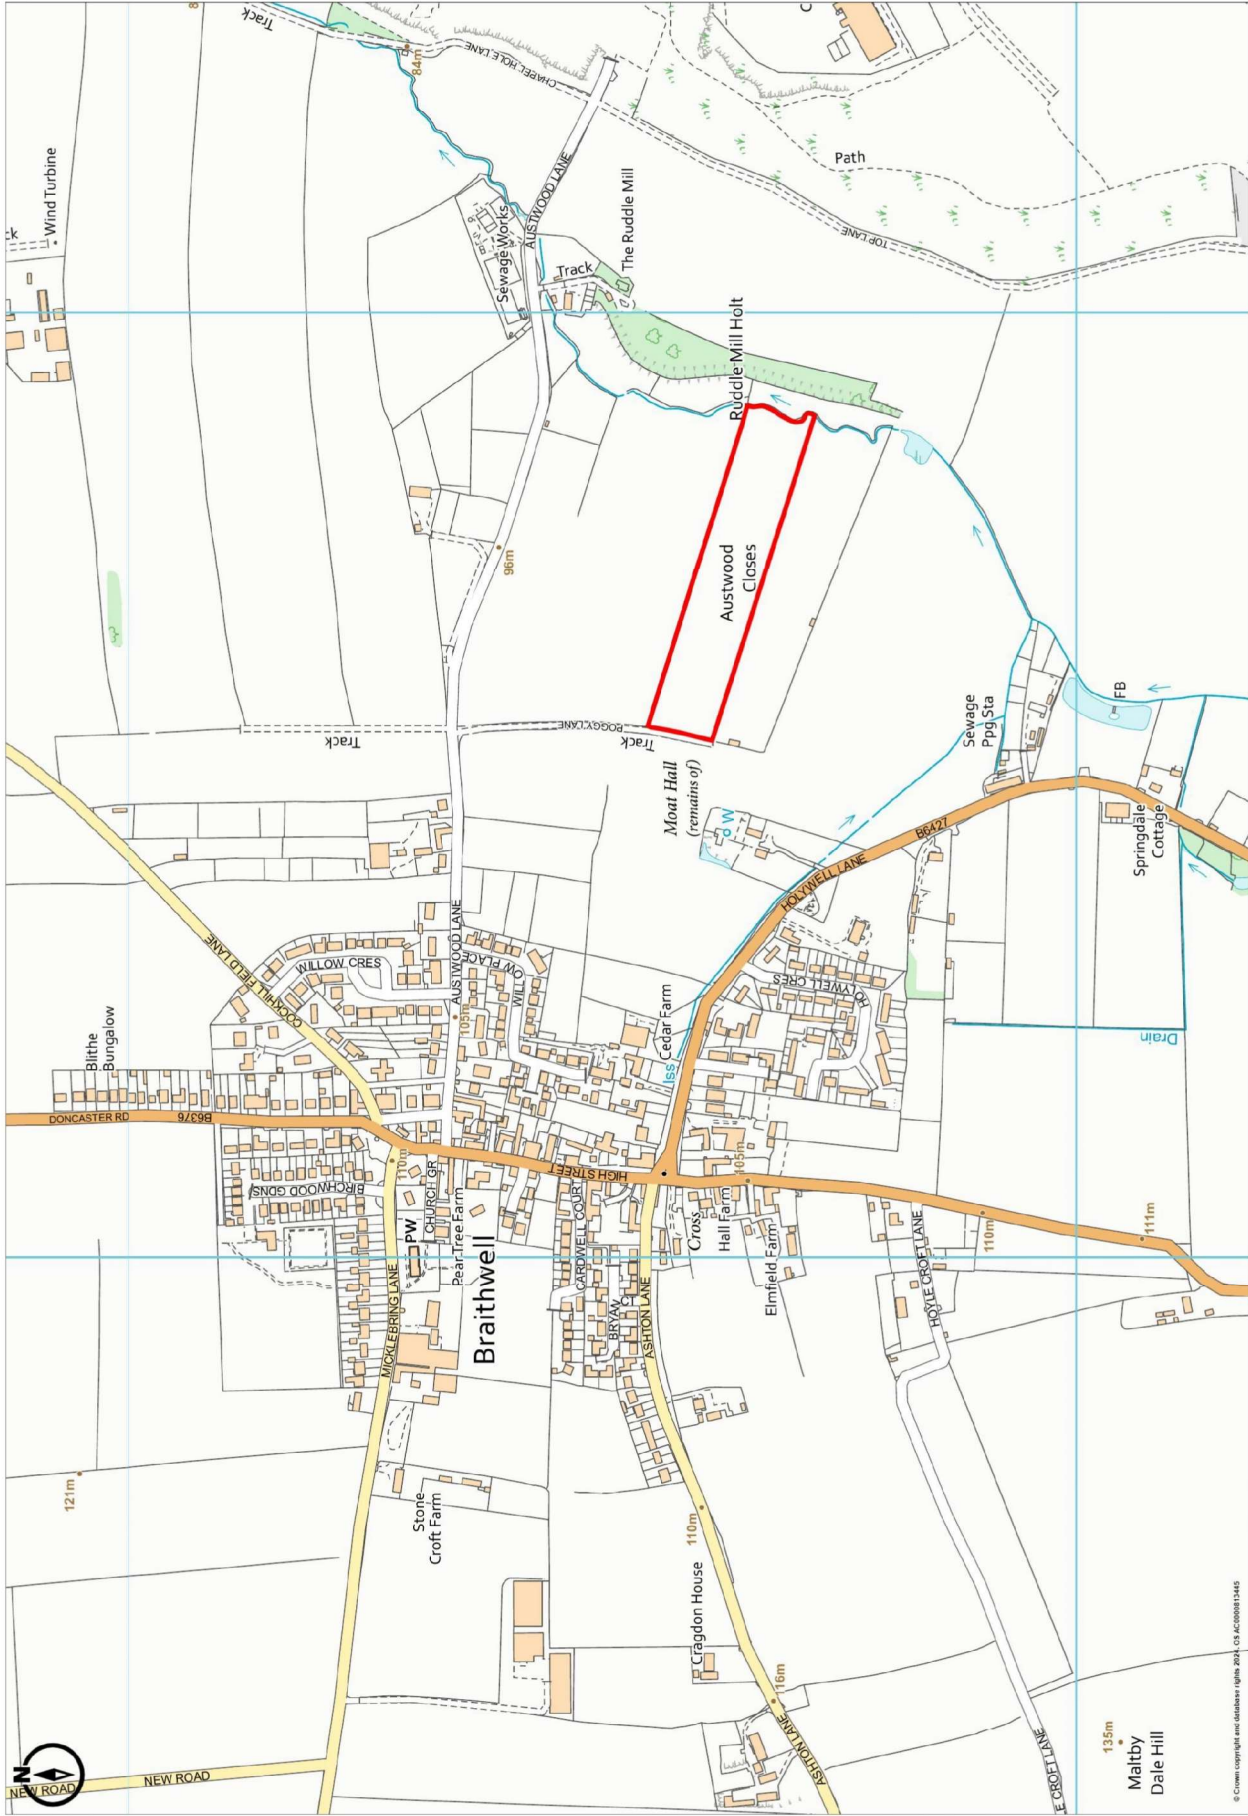 Track
8
84m
CHAPEL HOLE LANE
C
Wind Turbine
ck
Sewage Works
AUSTWOOD LANE
Track
The Ruddle Mill
Path
TOP LANE
Ruddle Mill Holt
96m
Austwood
Closes
Track
BOGGY LANE
Track
Moat Hall
(remains of)
W
Sewage
Ppg Sta
FB
B6427
HOLYWELL LANE
Springdale
Cottage
COCKHILL FIELD LANE
WILLOW CRES
AUSTWOOD LANE
WILLOW PLACE
105m
HOLYWELL CRES
Cedar Farm
Iss
Drain
Blithe
Bungalow
DONCASTER RD
B6376
BIRCHWOOD GDNS
110m
CHURCH GR
HIGH STREET
PW
Pear Tree Farm
Braithwell
CARDWELL COURT
BRYAW
CT
Cross
Hall Farm
105m
Elmfield Farm
110m
111m
HOYLE CROFT LANE
MICKLEBRING LANE
ASHTON LANE
121m
Stone
Croft Farm
110m
Cragdon House
116m
ASHTON LANE
E CROFT LANE
135m
Maltby
Dale Hill
N
NEW ROAD
NEW ROAD
© Crown copyright and database rights 2024. OS AC0000813445